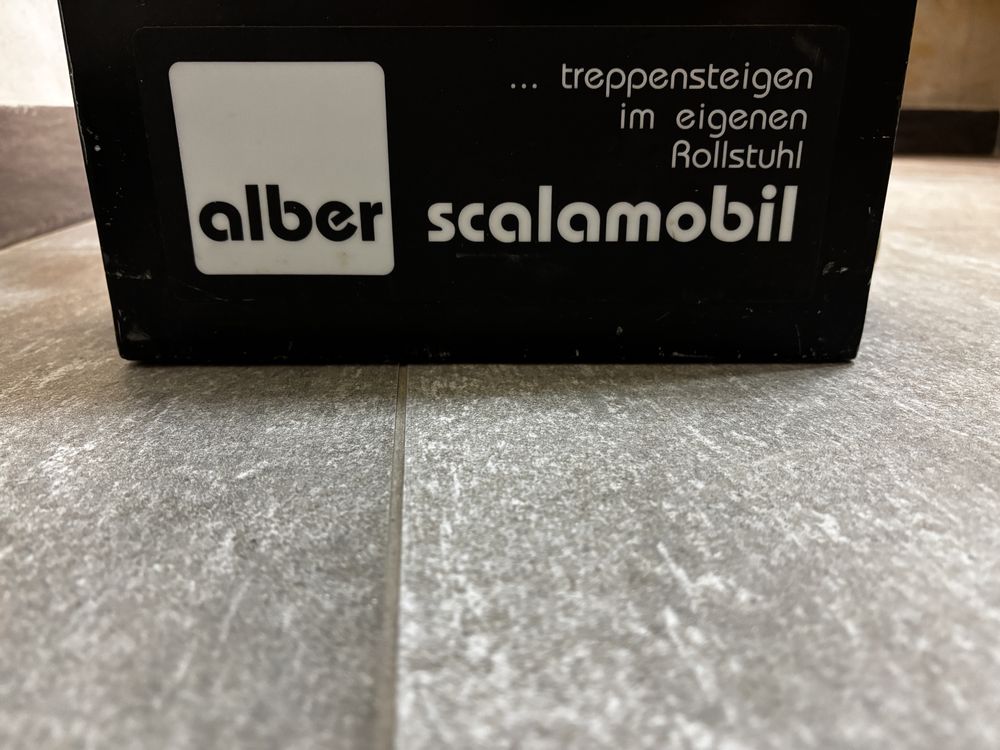 alber
... treppensteigen
im eigenen
Rollstuhl
scalamobil